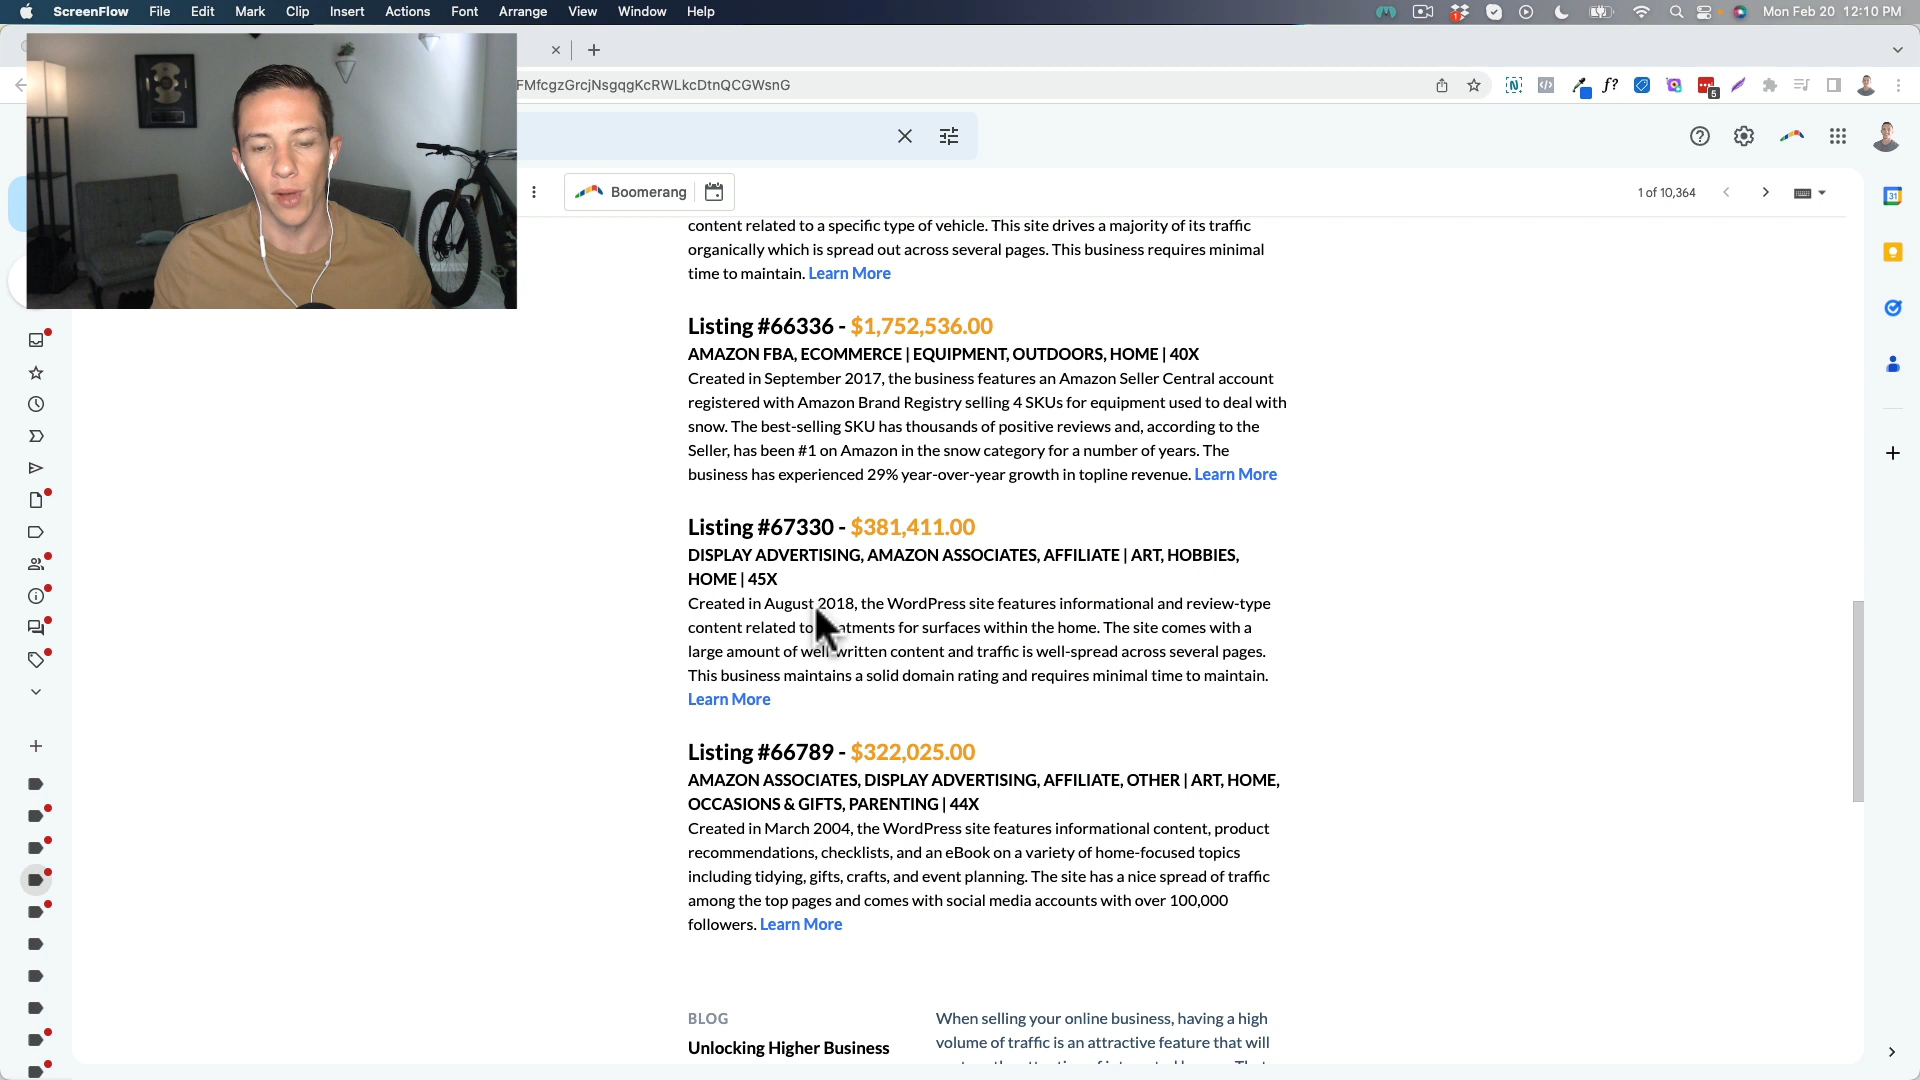 ScreenFlow File Edit Mark Clip Insert Actions Font Arrange View Window Help
Mon Feb 20 12:10 PM
FMfcgzGrcjNsgqgKcRWLkcDtnQCGWsnG
f?
5
Boomerang
1 of 10,364
31
content related to a specific type of vehicle. This site drives a majority of its traffic
organically which is spread out across several pages. This business requires minimal
time to maintain. Learn More
Listing #66336 - $1,752,536.00
AMAZON FBA, ECOMMERCE | EQUIPMENT, OUTDOORS, HOME | 40X
Created in September 2017, the business features an Amazon Seller Central account
registered with Amazon Brand Registry selling 4 SKUs for equipment used to deal with
snow. The best-selling SKU has thousands of positive reviews and, according to the
Seller, has been #1 on Amazon in the snow category for a number of years. The
business has experienced 29% year-over-year growth in topline revenue. Learn More
Listing #67330 - $381,411.00
DISPLAY ADVERTISING, AMAZON ASSOCIATES, AFFILIATE | ART, HOBBIES,
HOME | 45X
Created in August 2018, the WordPress site features informational and review-type
content related to atments for surfaces within the home. The site comes with a
large amount of well-written content and traffic is well-spread across several pages.
This business maintains a solid domain rating and requires minimal time to maintain.
Learn More
Listing #66789 - $322,025.00
AMAZON ASSOCIATES, DISPLAY ADVERTISING, AFFILIATE, OTHER | ART, HOME,
OCCASIONS & GIFTS, PARENTING | 44X
Created in March 2004, the WordPress site features informational content, product
recommendations, checklists, and an eBook on a variety of home-focused topics
including tidying, gifts, crafts, and event planning. The site has a nice spread of traffic
among the top pages and comes with social media accounts with over 100,000
followers. Learn More
BLOG
Unlocking Higher Business
When selling your online business, having a high
volume of traffic is an attractive feature that will